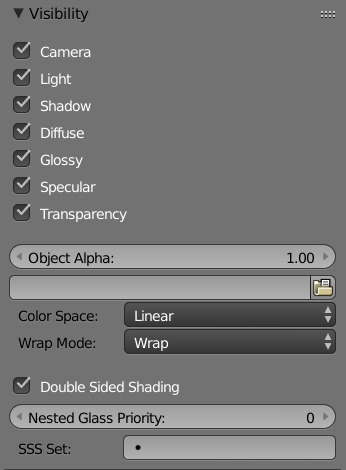 Visibility
Camera
Light
Shadow
Diffuse
Glossy
Specular
Transparency
Object Alpha: 1.00
Color Space: Linear
Wrap Mode: Wrap
Double Sided Shading
Nested Glass Priority: 0
SSS Set: •